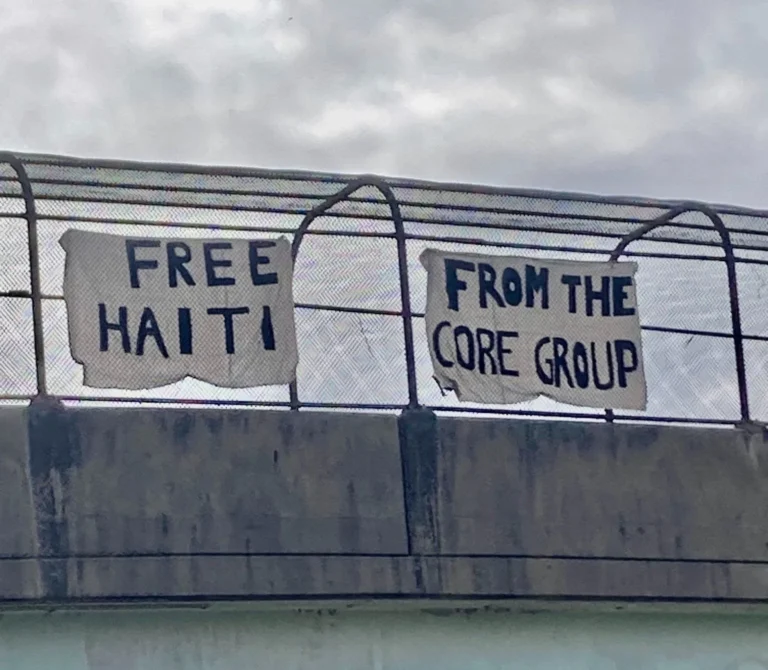 FREE
HAITI
FROM THE
CORE GROUP